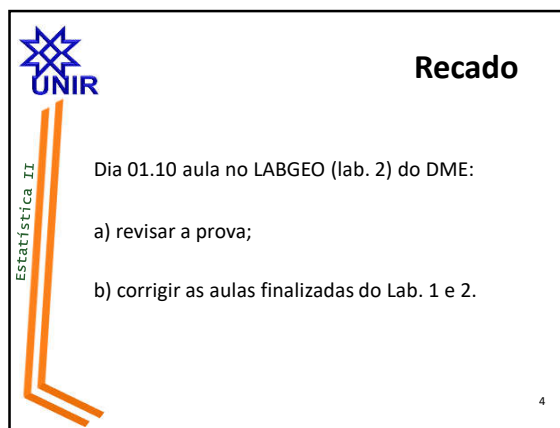 UNIR
Recado
Estatística II
Dia 01.10 aula no LABGEO (lab. 2) do DME:
a) revisar a prova;
b) corrigir as aulas finalizadas do Lab. 1 e 2.
4